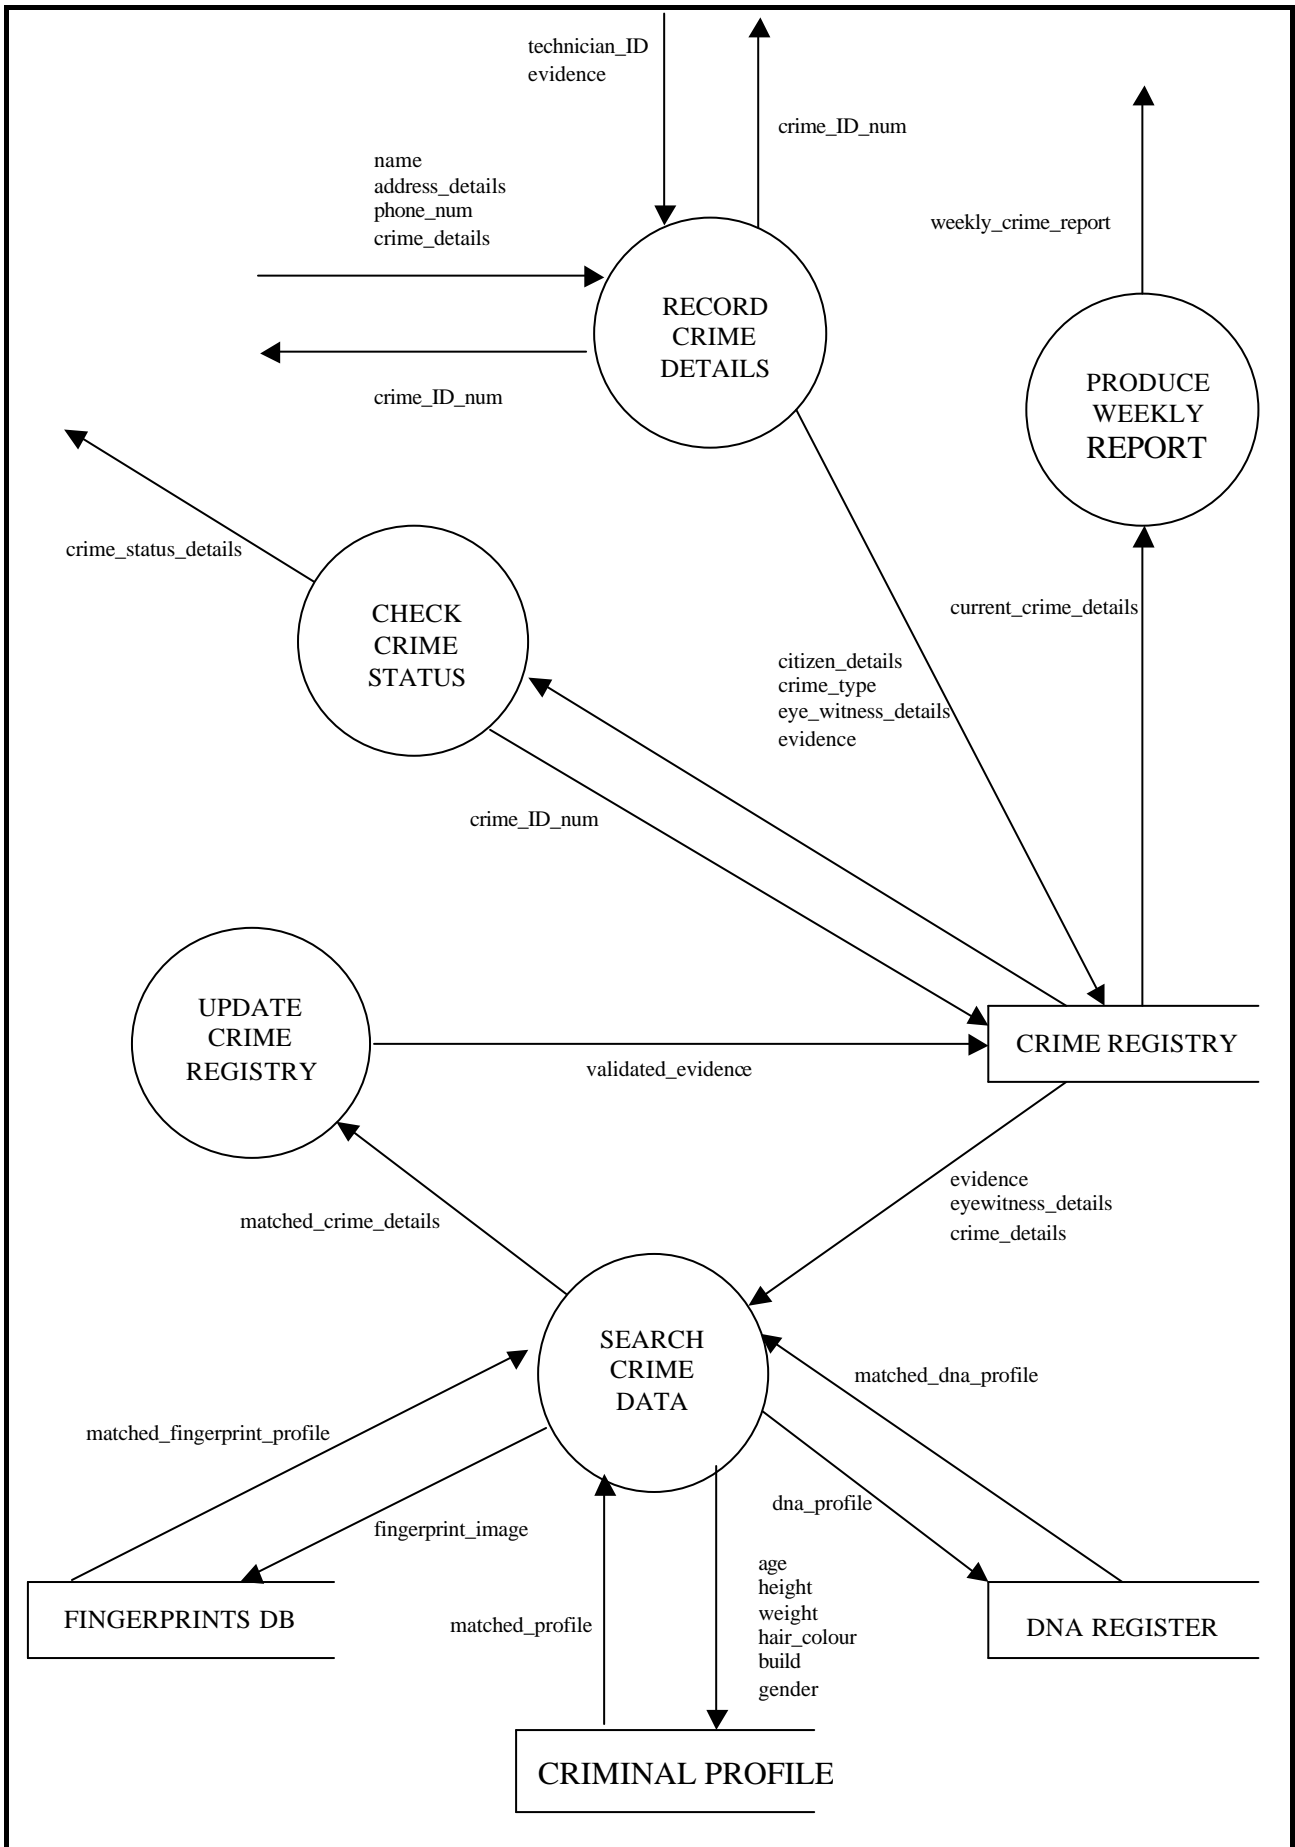 technician_ID
evidence
crime_ID_num
name
address_details
phone_num
crime_details
weekly_crime_report
RECORD
CRIME
DETAILS
crime_ID_num
PRODUCE
WEEKLY
REPORT
crime_status_details
CHECK
CRIME
STATUS
current_crime_details
citizen_details
crime_type
eye_witness_details
evidence
crime_ID_num
UPDATE
CRIME
REGISTRY
validated_evidence
CRIME REGISTRY
evidence
eyewitness_details
crime_details
matched_crime_details
SEARCH
CRIME
DATA
matched_dna_profile
matched_fingerprint_profile
dna_profile
fingerprint_image
age
height
weight
hair_colour
build
gender
FINGERPRINTS DB
matched_profile
DNA REGISTER
CRIMINAL PROFILE